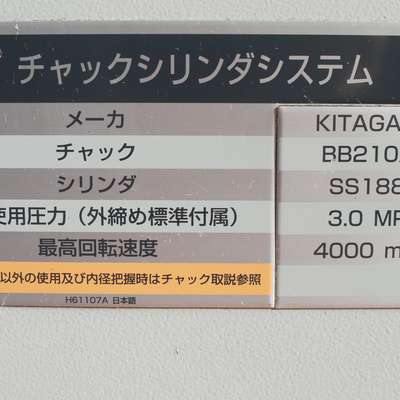 チャックシリンダシステム
メーカ KITAGA
チャック BB210
シリンダ SS188
使用圧力（外締め標準付属） 3.0 MP
最高回転速度 4000 m
以外の使用及び内径把握時はチャック取説参照
H61107A 日本語